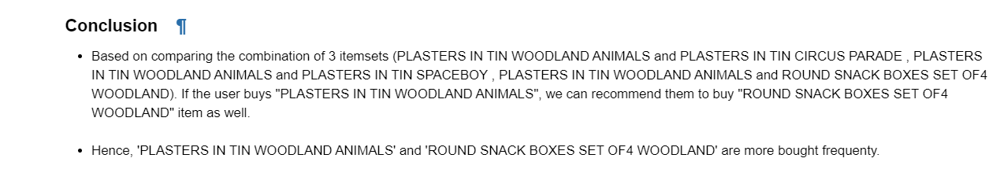 Conclusion ¶
• Based on comparing the combination of 3 itemsets (PLASTERS IN TIN WOODLAND ANIMALS and PLASTERS IN TIN CIRCUS PARADE , PLASTERS
IN TIN WOODLAND ANIMALS and PLASTERS IN TIN SPACEBOY , PLASTERS IN TIN WOODLAND ANIMALS and ROUND SNACK BOXES SET OF4
WOODLAND). If the user buys "PLASTERS IN TIN WOODLAND ANIMALS", we can recommend them to buy "ROUND SNACK BOXES SET OF4
WOODLAND" item as well.
• Hence, 'PLASTERS IN TIN WOODLAND ANIMALS' and 'ROUND SNACK BOXES SET OF4 WOODLAND' are more bought frequenty.